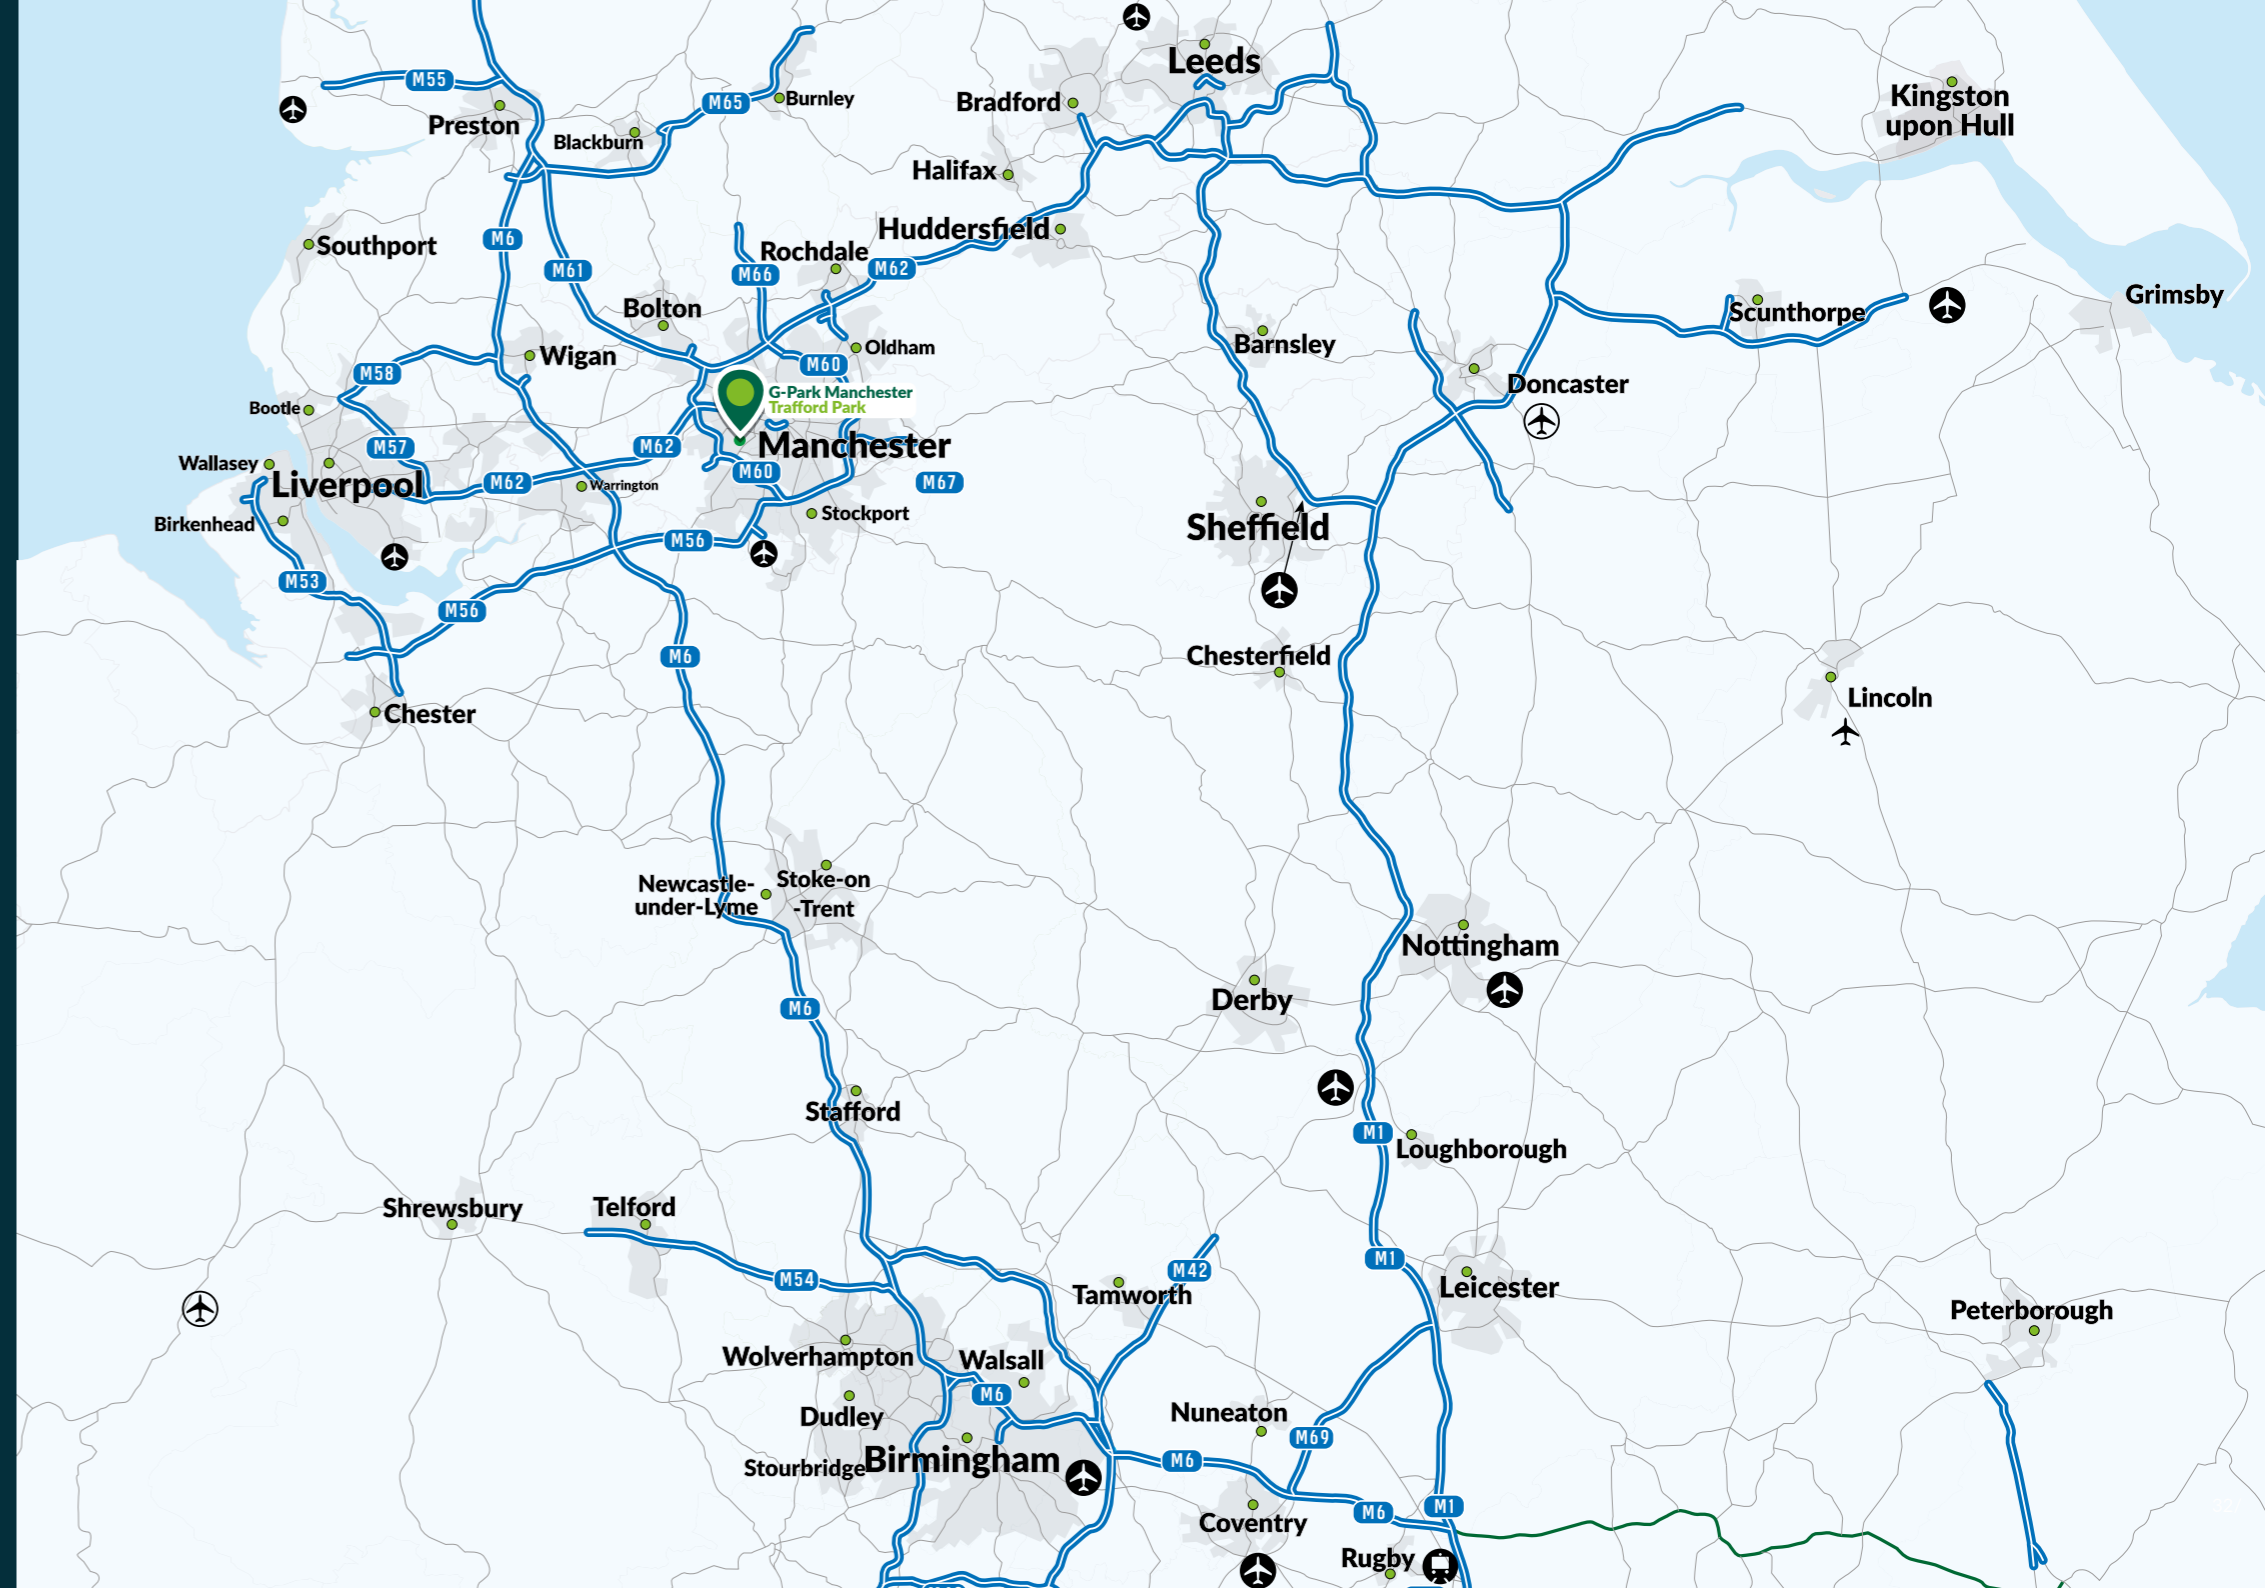 Leeds
M55
Burnley
M65
Bradford
Kingston
upon Hull
Preston
Blackburn
Halifax
Huddersfield
M6
Southport
Rochdale
M61
M66
M62
Grimsby
Bolton
Scunthorpe
Barnsley
Oldham
Wigan
M60
M58
Doncaster
G-Park Manchester
Trafford Park
Bootle
M57
M62
Manchester
Wallasey
M60
Liverpool
M62
Warrington
M67
Birkenhead
Stockport
Sheffield
M56
M53
M56
M6
Chesterfield
Lincoln
Chester
Newcastle-
under-Lyme
Stoke-on
-Trent
Nottingham
Derby
M6
Stafford
M1
Loughborough
Shrewsbury
Telford
M1
M42
M54
Tamworth
Leicester
Peterborough
Wolverhampton
Walsall
M6
Dudley
Nuneaton
M69
Birmingham
Stourbridge
M6
M1
M6
Coventry
Rugby